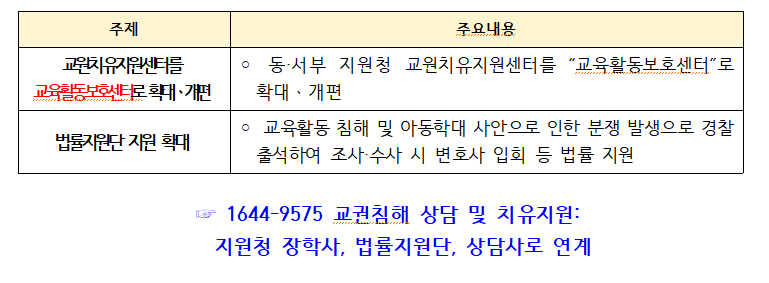 주제
주요내용
교원치유지원센터를
교육활동보호센터로 확대、개편
○ 동·서부 지원청 교원치유지원센터를 “교육활동보호센터”로
확대、개편
법률지원단 지원 확대
○ 교육활동 침해 및 아동학대 사안으로 인한 분쟁 발생으로 경찰
출석하여 조사·수사 시 변호사 입회 등 법률 지원
☞ 1644-9575 교권침해 상담 및 치유지원:
지원청 장학사, 법률지원단, 상담사로 연계